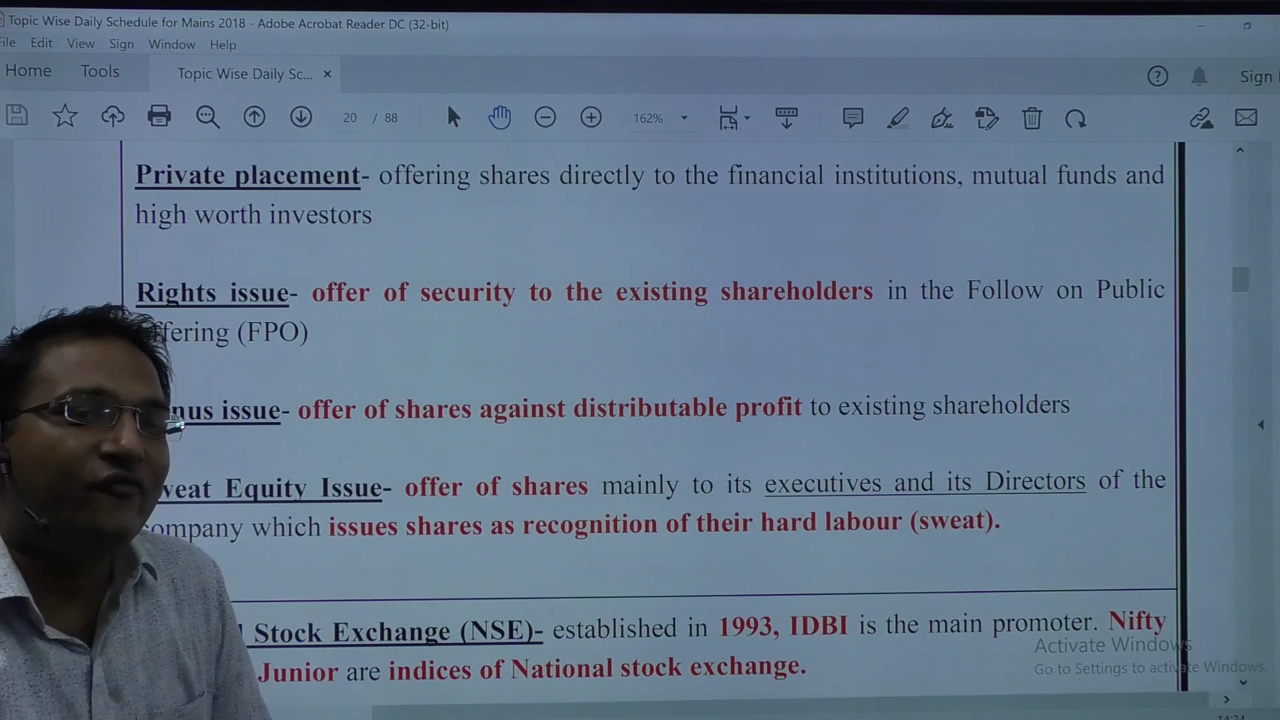 Topic Wise Daily Schedule for Mains 2018 - Adobe Acrobat Reader DC (32-bit)
File Edit View Sign Window Help
Home Tools Topic Wise Daily Sc... × Sign
20 / 88 162%
Private placement- offering shares directly to the financial institutions, mutual funds and
high worth investors
Rights issue- offer of security to the existing shareholders in the Follow on Public
ffering (FPO)
nus issue- offer of shares against distributable profit to existing shareholders
weat Equity Issue- offer of shares mainly to its executives and its Directors of the
ompany which issues shares as recognition of their hard labour (sweat).
Stock Exchange (NSE)- established in 1993, IDBI is the main promoter. Nifty
Junior are indices of National stock exchange.
Activate Windows
Go to Settings to activate Windows.